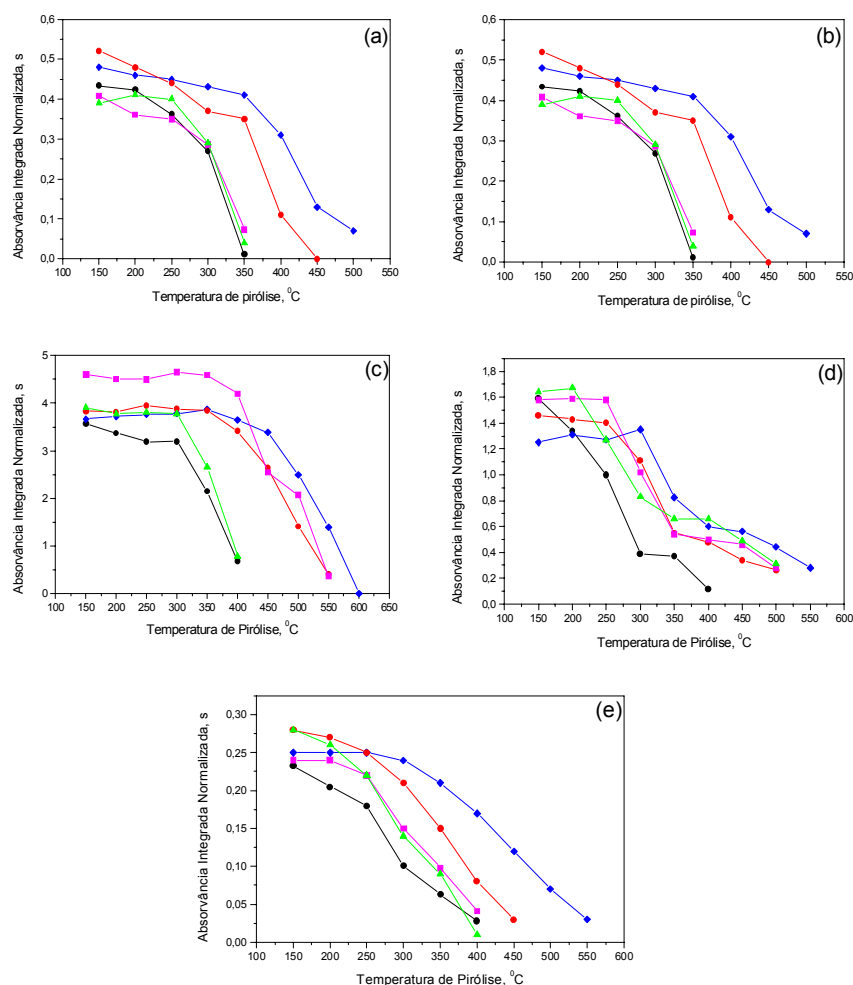 (a)
Absorvância Integrada Normalizada, s
0,6
0,5
0,4
0,3
0,2
0,1
0,0
100 150 200 250 300 350 400 450 500 550
Temperatura de pirólise, °C
(b)
Absorvância Integrada Normalizada, s
0,6
0,5
0,4
0,3
0,2
0,1
0,0
100 150 200 250 300 350 400 450 500 550
Temperatura de pirólise, °C
(c)
Absorvância Integrada Normalizada, s
5
4
3
2
1
0
100 150 200 250 300 350 400 450 500 550 600 650
Temperatura de Pirólise, °C
(d)
Absorvância Integrada Normalizada, s
1,8
1,6
1,4
1,2
1,0
0,8
0,6
0,4
0,2
0,0
100 150 200 250 300 350 400 450 500 550 600
Temperatura de Pirólise, °C
(e)
Absorvância Integrada Normalizada, s
0,30
0,25
0,20
0,15
0,10
0,05
0,00
100 150 200 250 300 350 400 450 500 550 600
Temperatura de Pirólise, °C